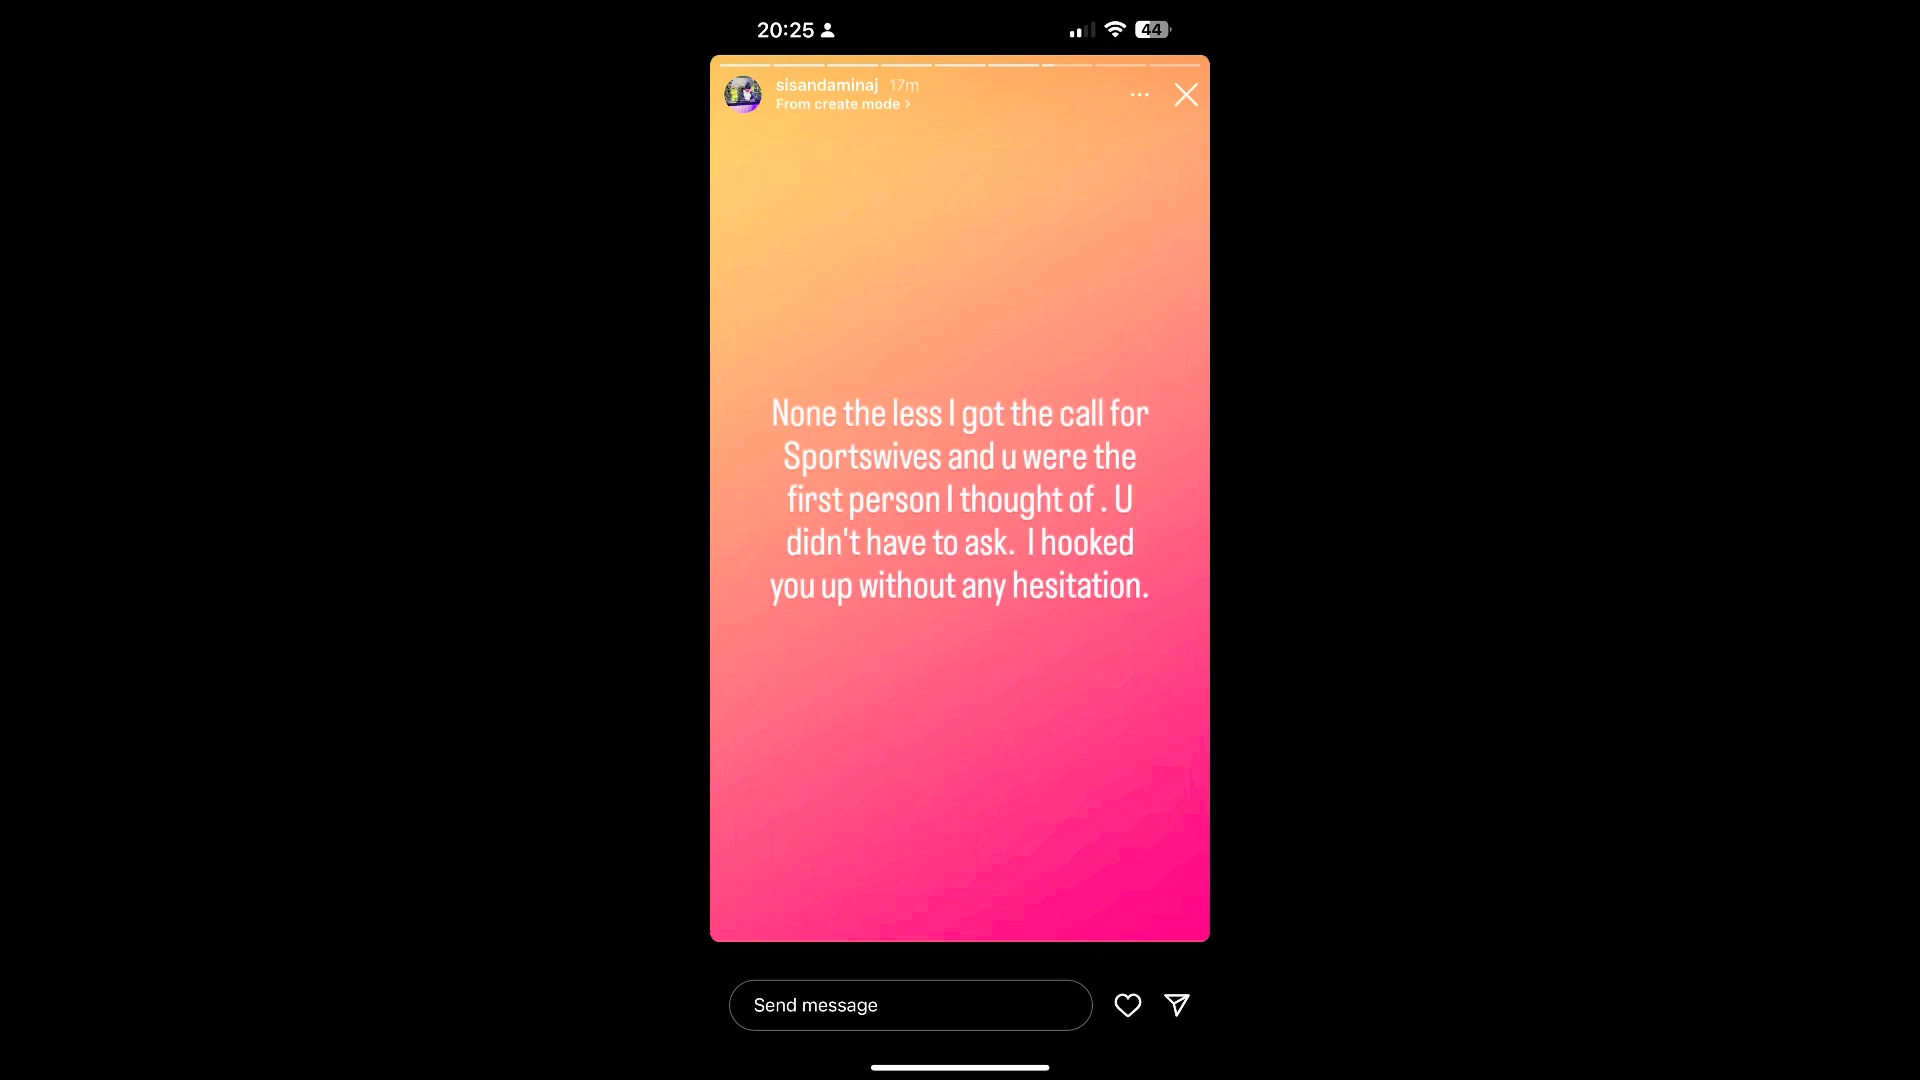 20:25
44
sisandaminaj 17m
From create mode >
None the less I got the call for
Sportswives and u were the
first person I thought of . U
didn't have to ask.  I hooked
you up without any hesitation.
Send message